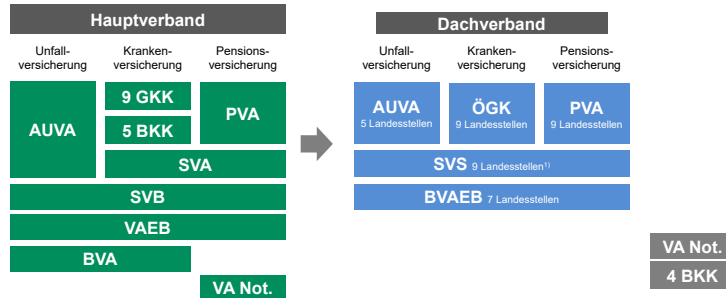 Hauptverband
Unfall-
versicherung
Kranken-
versicherung
Pensions-
versicherung
AUVA
9 GKK
5 BKK
PVA
SVA
SVB
VAEB
BVA
VA Not.
Dachverband
Unfall-
versicherung
Kranken-
versicherung
Pensions-
versicherung
AUVA
5 Landesstellen
ÖGK
9 Landesstellen
PVA
9 Landesstellen
SVS 9 Landesstellen¹⁾
BVAEB 7 Landesstellen
VA Not.
4 BKK